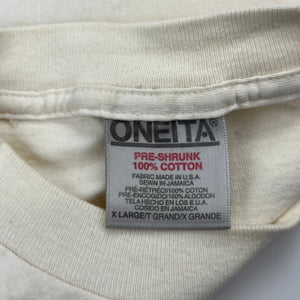 ONEITA®
PRE-SHRUNK
100% COTTON
FABRIC MADE IN U.S.A.
SEWN IN JAMAICA
PRE-RETRECI/100% COTON
PRE-ENCOGIDO/100% ALGODON
TELA HECHO EN LOS E.U.A.
COSIDO EN JAMAICA
X LARGE/T GRAND/X GRANDE